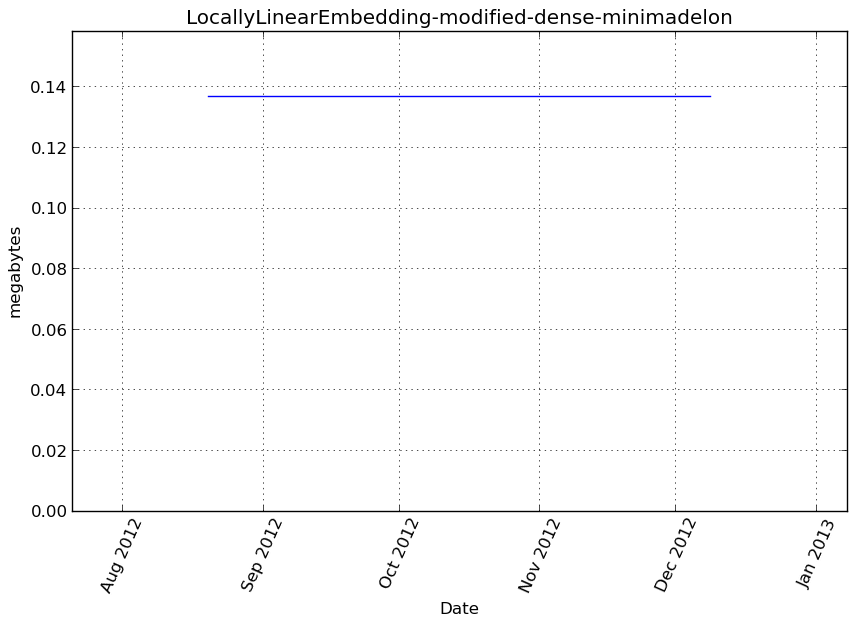 LocallyLinearEmbedding-modified-dense-minimadelon
0.14
0.12
0.10
0.08
0.06
0.04
0.02
0.00
megabytes
Aug 2012
Sep 2012
Oct 2012
Nov 2012
Dec 2012
Jan 2013
Date